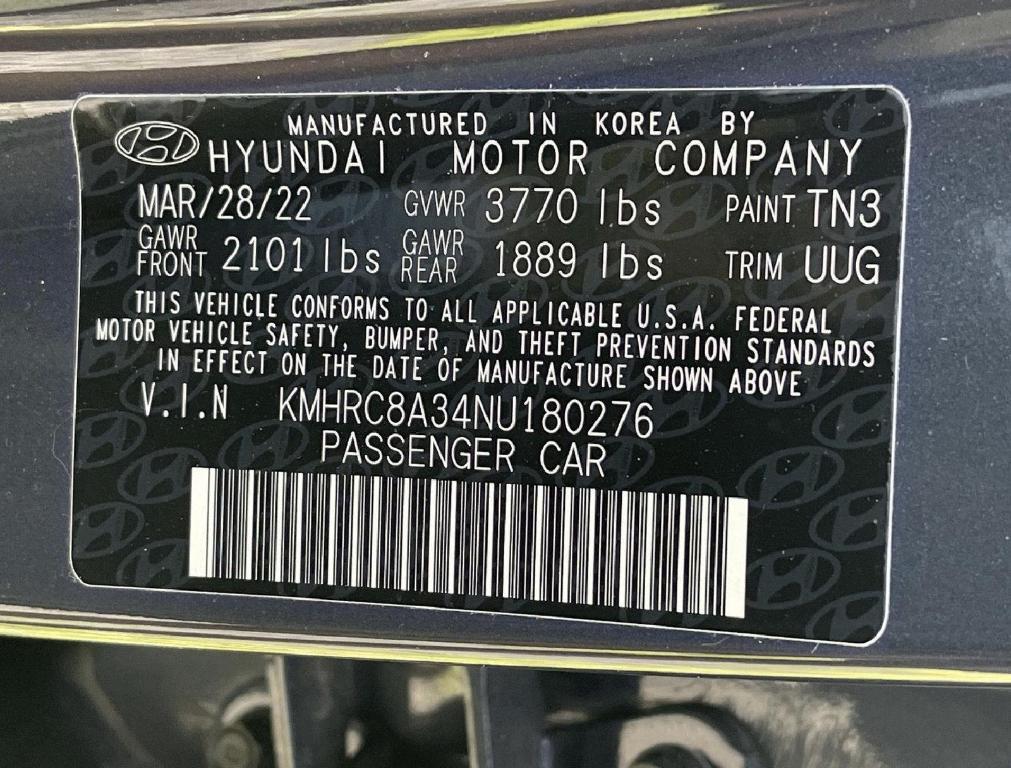 MANUFACTURED IN KOREA BY
HYUNDAI MOTOR COMPANY
MAR/28/22 GVWR 3770 lbs PAINT TN3
GAWR FRONT 2101 lbs GAWR REAR 1889 lbs TRIM UUG
THIS VEHICLE CONFORMS TO ALL APPLICABLE U.S.A. FEDERAL
MOTOR VEHICLE SAFETY, BUMPER, AND THEFT PREVENTION STANDARDS
IN EFFECT ON THE DATE OF MANUFACTURE SHOWN ABOVE
V.I.N KMHRC8A34NU180276
PASSENGER CAR